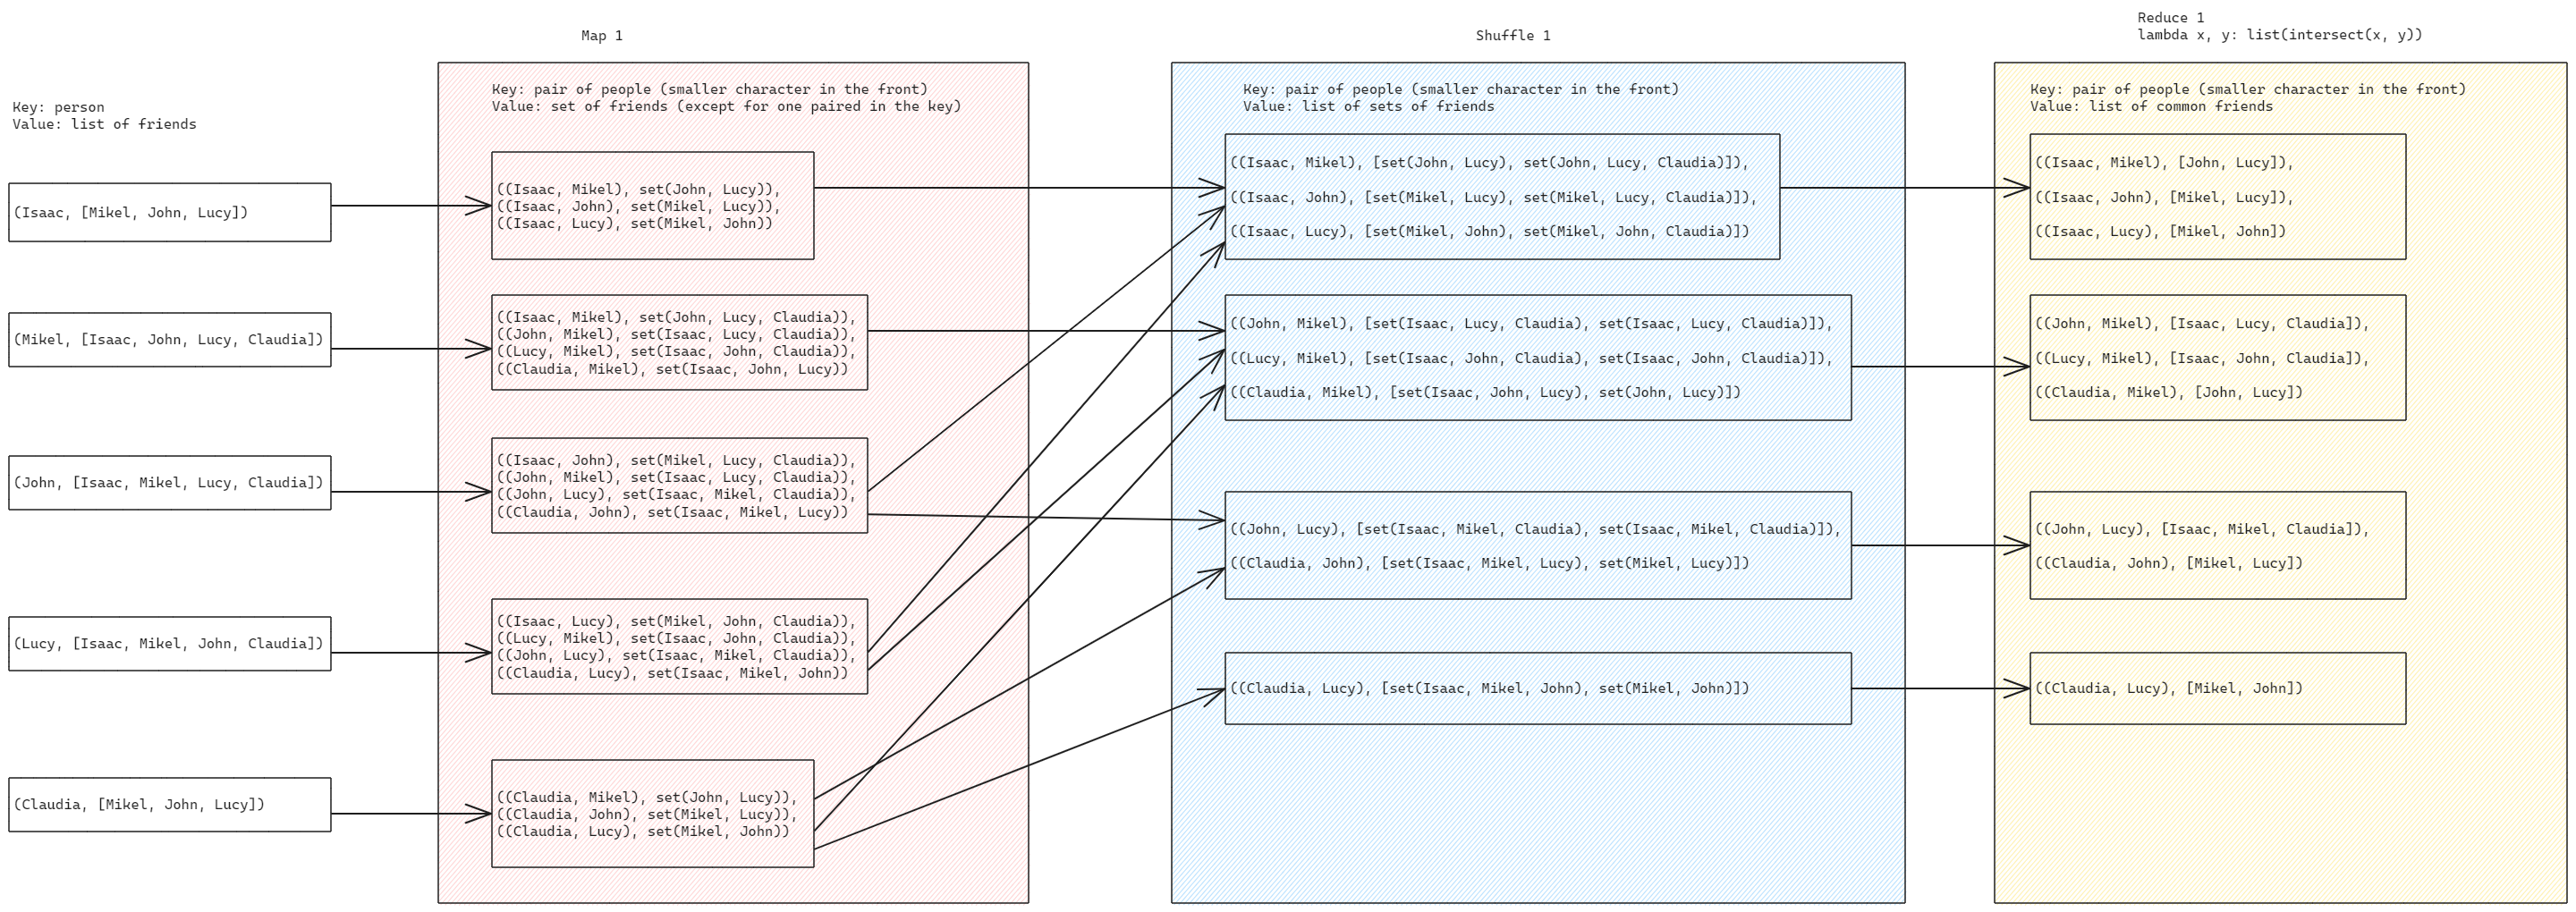 Key: person
Value: list of friends
(Isaac, [Mikel, John, Lucy])
(Mikel, [Isaac, John, Lucy, Claudia])
(John, [Isaac, Mikel, Lucy, Claudia])
(Lucy, [Isaac, Mikel, John, Claudia])
(Claudia, [Mikel, John, Lucy])
Map 1
Key: pair of people (smaller character in the front)
Value: set of friends (except for one paired in the key)
((Isaac, Mikel), set(John, Lucy)),
((Isaac, John), set(Mikel, Lucy)),
((Isaac, Lucy), set(Mikel, John))
((Isaac, Mikel), set(John, Lucy, Claudia)),
((John, Mikel), set(Isaac, Lucy, Claudia)),
((Lucy, Mikel), set(Isaac, John, Claudia)),
((Claudia, Mikel), set(Isaac, John, Lucy))
((Isaac, John), set(Mikel, Lucy, Claudia)),
((John, Mikel), set(Isaac, Lucy, Claudia)),
((John, Lucy), set(Isaac, Mikel, Claudia)),
((Claudia, John), set(Isaac, Mikel, Lucy))
((Isaac, Lucy), set(Mikel, John, Claudia)),
((Lucy, Mikel), set(Isaac, John, Claudia)),
((John, Lucy), set(Isaac, Mikel, Claudia)),
((Claudia, Lucy), set(Isaac, Mikel, John))
((Claudia, Mikel), set(John, Lucy)),
((Claudia, John), set(Mikel, Lucy)),
((Claudia, Lucy), set(Mikel, John))
Shuffle 1
Key: pair of people (smaller character in the front)
Value: list of sets of friends
((Isaac, Mikel), [set(John, Lucy), set(John, Lucy, Claudia)]),
((Isaac, John), [set(Mikel, Lucy), set(Mikel, Lucy, Claudia)]),
((Isaac, Lucy), [set(Mikel, John), set(Mikel, John, Claudia)])
((John, Mikel), [set(Isaac, Lucy, Claudia), set(Isaac, Lucy, Claudia)]),
((Lucy, Mikel), [set(Isaac, John, Claudia), set(Isaac, John, Claudia)]),
((Claudia, Mikel), [set(Isaac, John, Lucy), set(John, Lucy)])
((John, Lucy), [set(Isaac, Mikel, Claudia), set(Isaac, Mikel, Claudia)]),
((Claudia, John), [set(Isaac, Mikel, Lucy), set(Mikel, Lucy)])
((Claudia, Lucy), [set(Isaac, Mikel, John), set(Mikel, John)])
Reduce 1
lambda x, y: list(intersect(x, y))
Key: pair of people (smaller character in the front)
Value: list of common friends
((Isaac, Mikel), [John, Lucy]),
((Isaac, John), [Mikel, Lucy]),
((Isaac, Lucy), [Mikel, John])
((John, Mikel), [Isaac, Lucy, Claudia]),
((Lucy, Mikel), [Isaac, John, Claudia]),
((Claudia, Mikel), [John, Lucy])
((John, Lucy), [Isaac, Mikel, Claudia]),
((Claudia, John), [Mikel, Lucy])
((Claudia, Lucy), [Mikel, John])